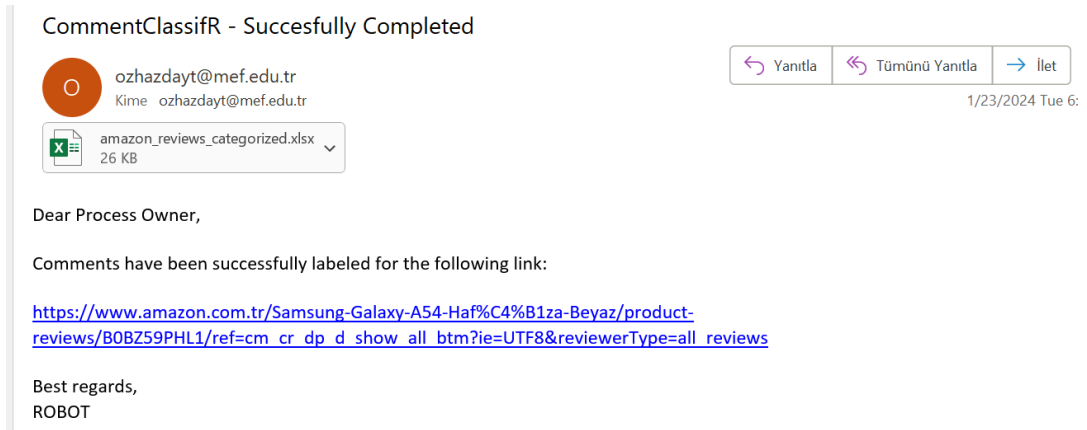 CommentClassifR - Succesfully Completed
O
ozhazdayt@mef.edu.tr
Kime ozhazdayt@mef.edu.tr
Yanıtla
Tümünü Yanıtla
İlet
1/23/2024 Tue 6:
amazon_reviews_categorized.xlsx
26 KB
Dear Process Owner,
Comments have been successfully labeled for the following link:
https://www.amazon.com.tr/Samsung-Galaxy-A54-Haf%C4%B1za-Beyaz/product-
reviews/B0BZ59PHL1/ref=cm_cr_dp_d_show_all_btm?ie=UTF8&reviewerType=all_reviews
Best regards,
ROBOT